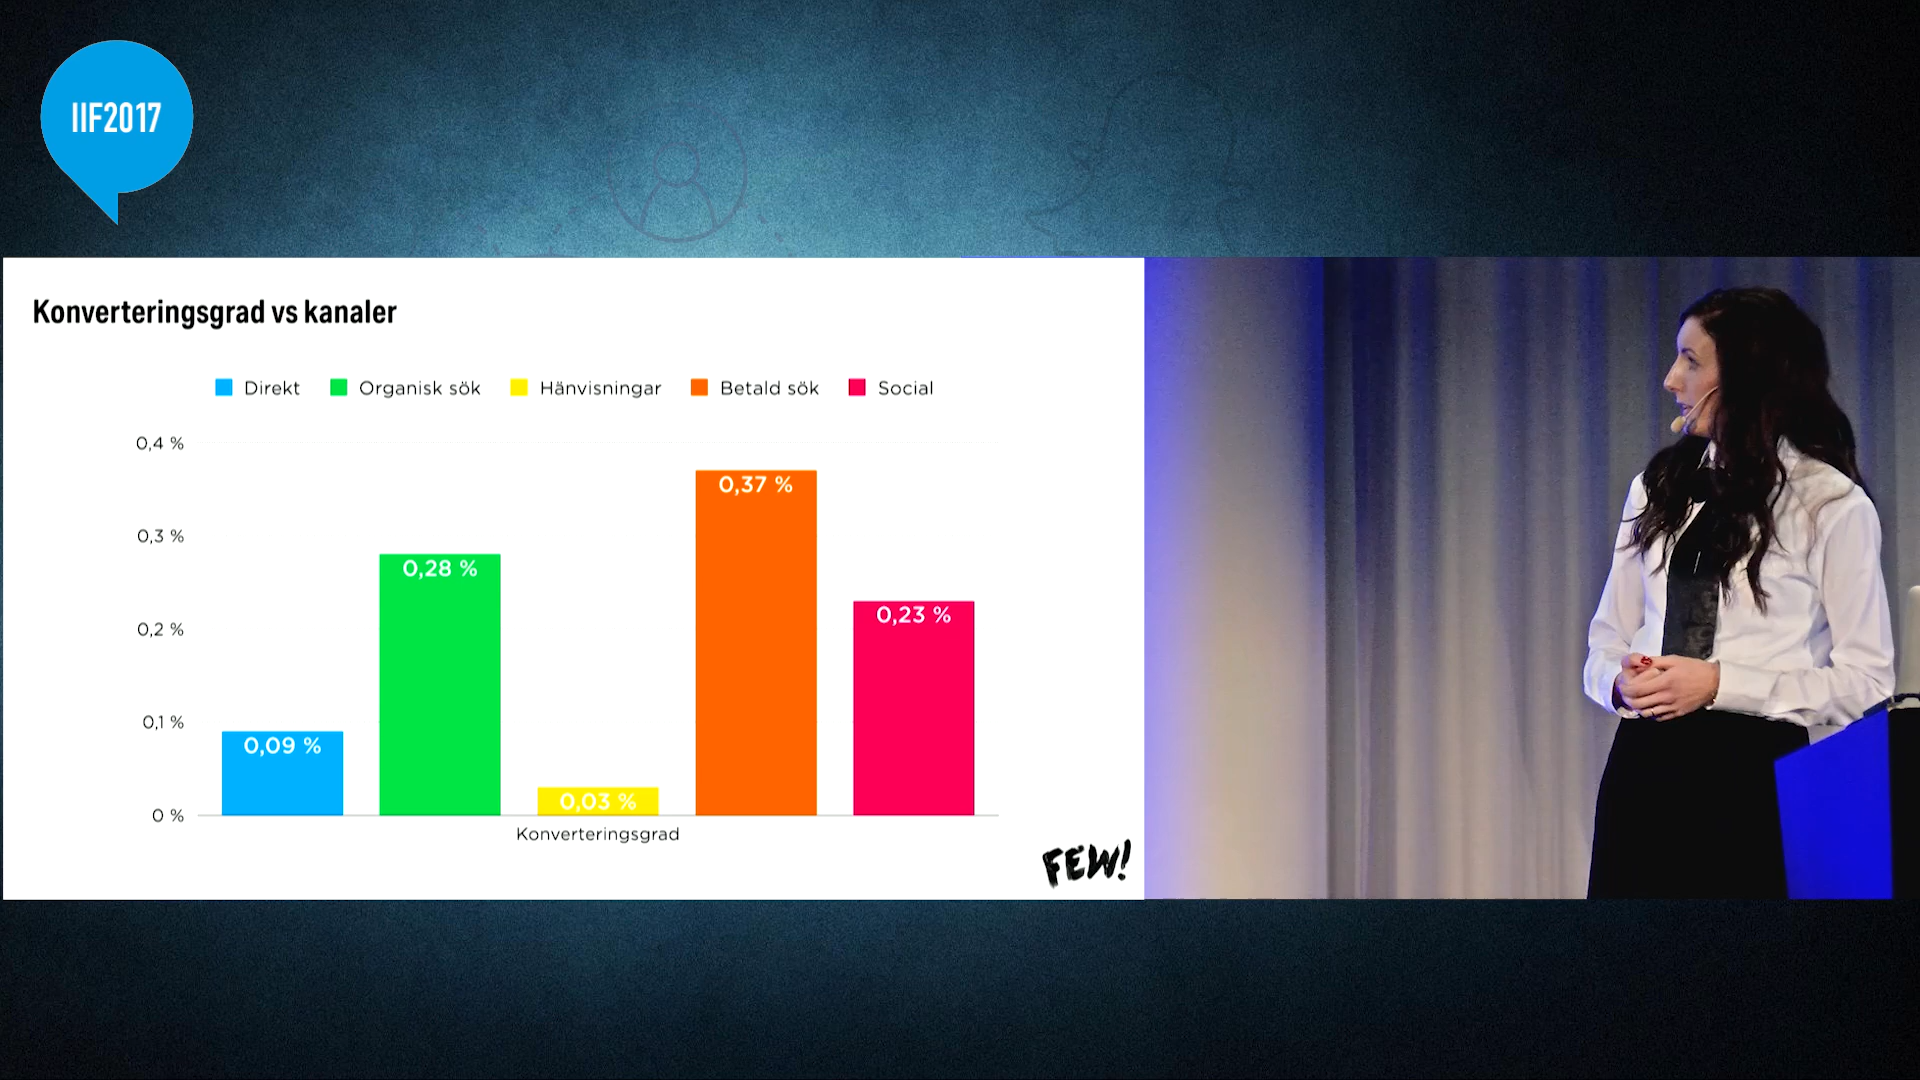 IIF2017
Konverteringsgrad vs kanaler
Direkt Organisk sök Hänvisningar Betald sök Social
0,4 %
0,3 %
0,2 %
0,1 %
0 %
0,09 %
0,28 %
0,03 %
0,37 %
0,23 %
Konverteringsgrad
FEW!